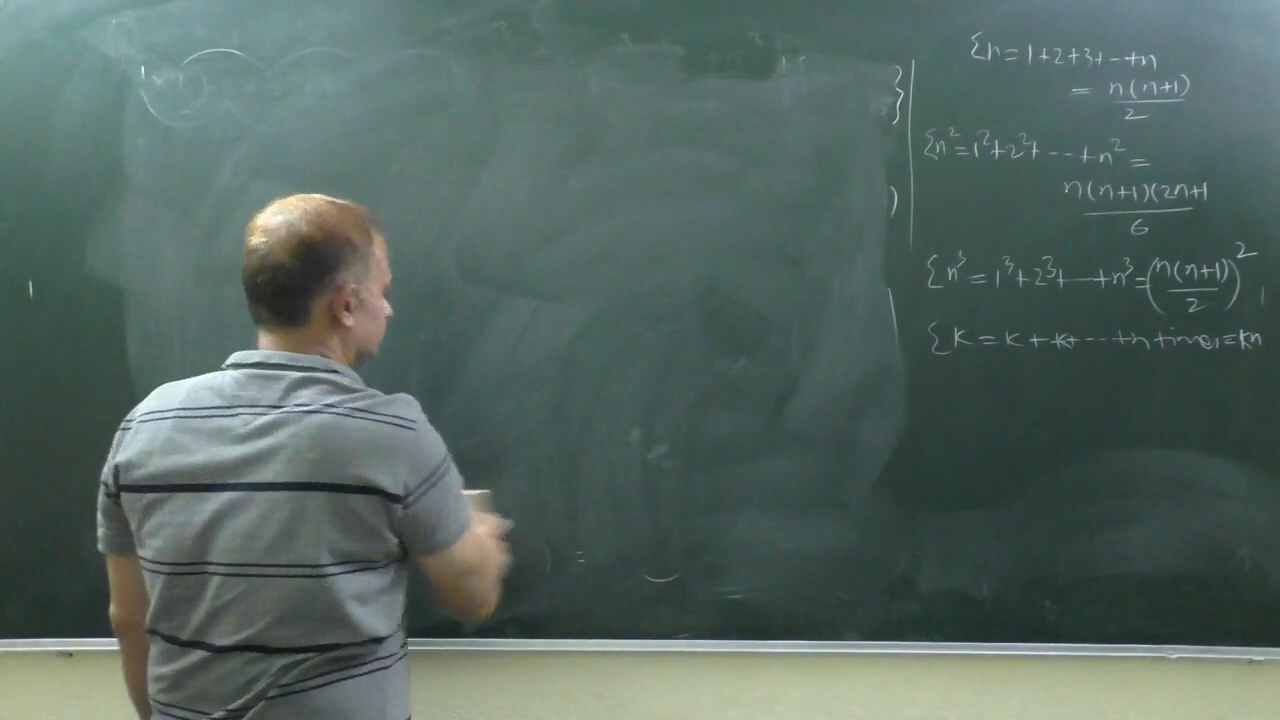 Σn=1+2+3+--+n
= n(n+1)/2
Σn²=1²+2²+---+n²=
n(n+1)(2n+1/6
Σn³=1³+2³+—+n³=(n(n+1)/2)²
Σk=k+k+---+n times=kn